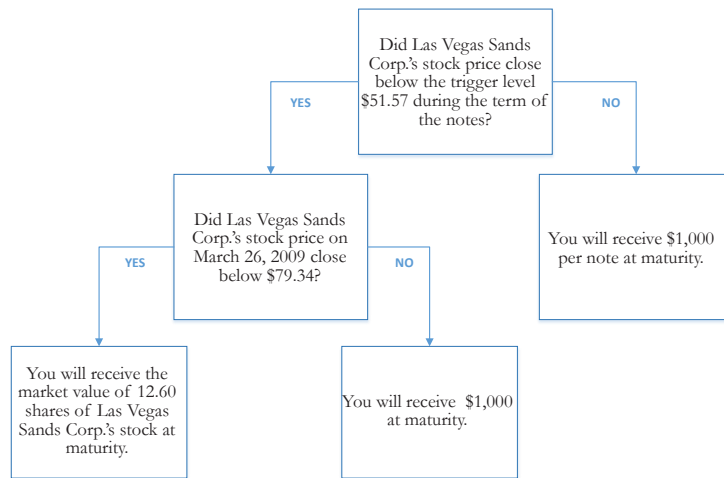 Did Las Vegas Sands
Corp.'s stock price close
below the trigger level
$51.57 during the term of
the notes?
YES
NO
Did Las Vegas Sands
Corp.'s stock price on
March 26, 2009 close
below $79.34?
You will receive $1,000
per note at maturity.
YES
NO
You will receive the
market value of 12.60
shares of Las Vegas
Sands Corp.'s stock at
maturity.
You will receive $1,000
at maturity.